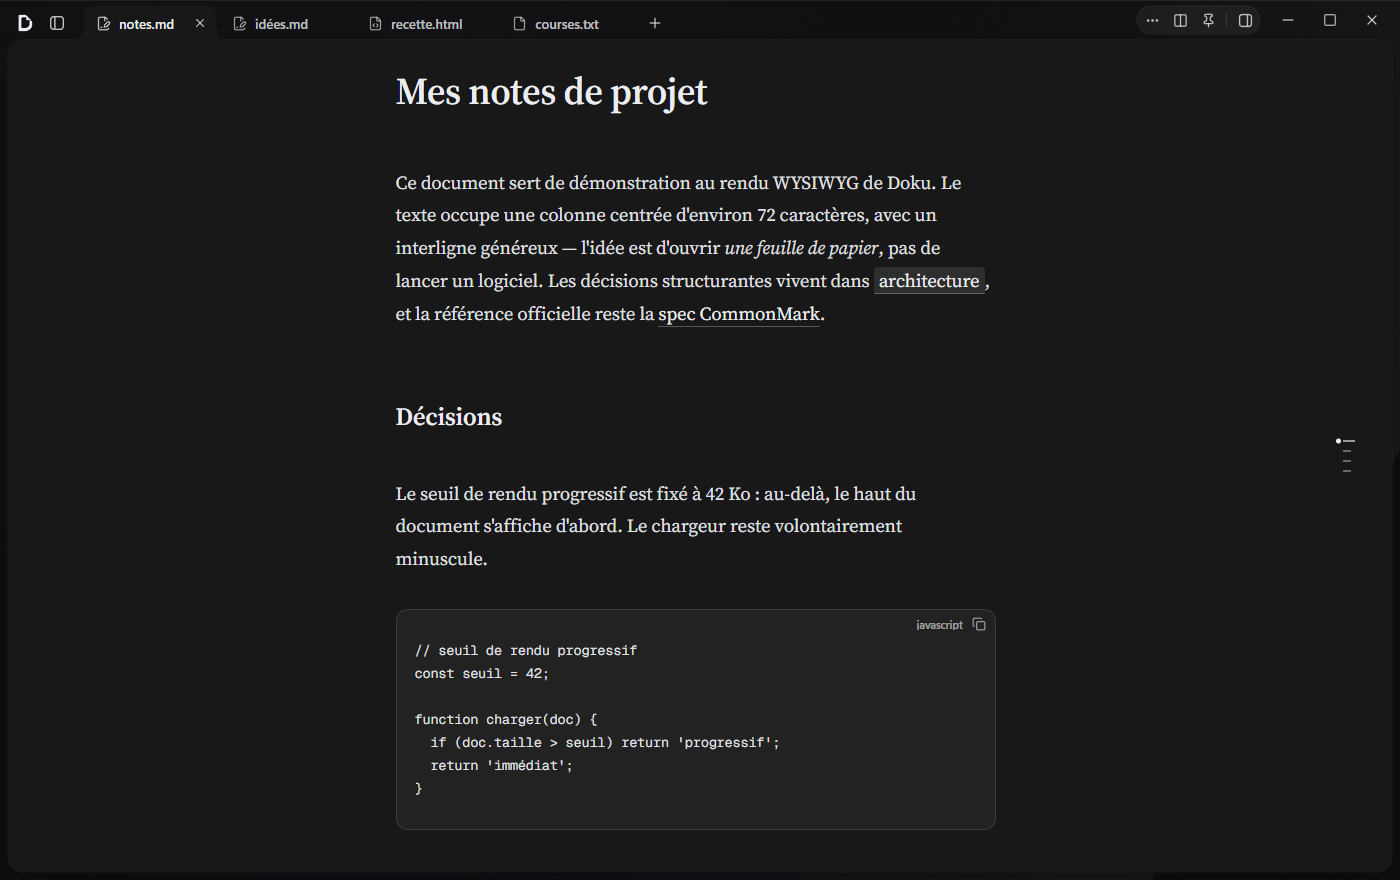 notes.md
idées.md
recette.html
courses.txt
Mes notes de projet
Ce document sert de démonstration au rendu WYSIWYG de Doku. Le
texte occupe une colonne centrée d'environ 72 caractères, avec un
interligne généreux — l'idée est d'ouvrir une feuille de papier, pas de
lancer un logiciel. Les décisions structurantes vivent dans architecture,
et la référence officielle reste la spec CommonMark.
Décisions
Le seuil de rendu progressif est fixé à 42 Ko : au-delà, le haut du
document s'affiche d'abord. Le chargeur reste volontairement
minuscule.
javascript
// seuil de rendu progressif
const seuil = 42;
function charger(doc) {
  if (doc.taille > seuil) return 'progressif';
  return 'immédiat';
}